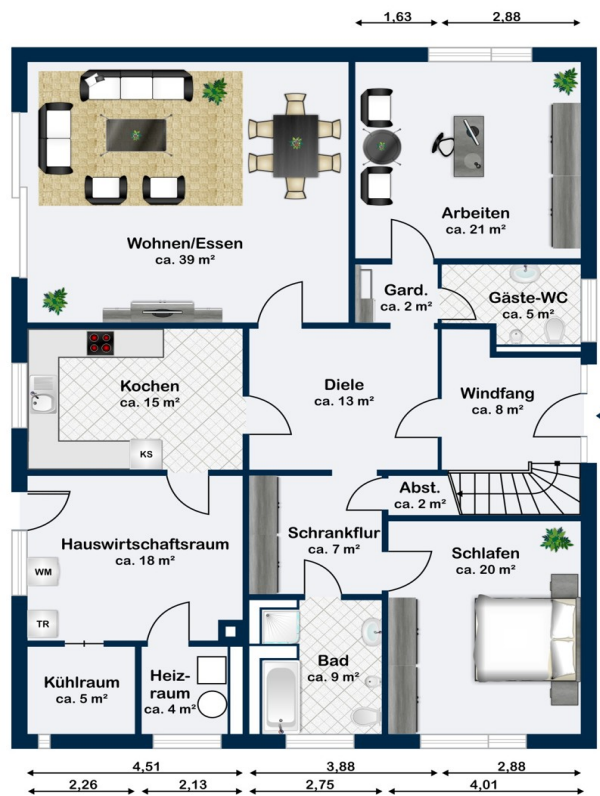 1,63 2,88
Arbeiten
ca. 21 m²
Wohnen/Essen
ca. 39 m²
Gard.
ca. 2 m²
Gäste-WC
ca. 5 m²
Kochen
ca. 15 m²
Diele
ca. 13 m²
Windfang
ca. 8 m²
KS
Abst.
ca. 2 m²
Hauswirtschaftsraum
ca. 18 m²
Schrankflur
ca. 7 m²
Schlafen
ca. 20 m²
WM
TR
Kühlraum
ca. 5 m²
Heiz-
raum
ca. 4 m²
Bad
ca. 9 m²
4,51 3,88 2,88
2,26 2,13 2,75 4,01